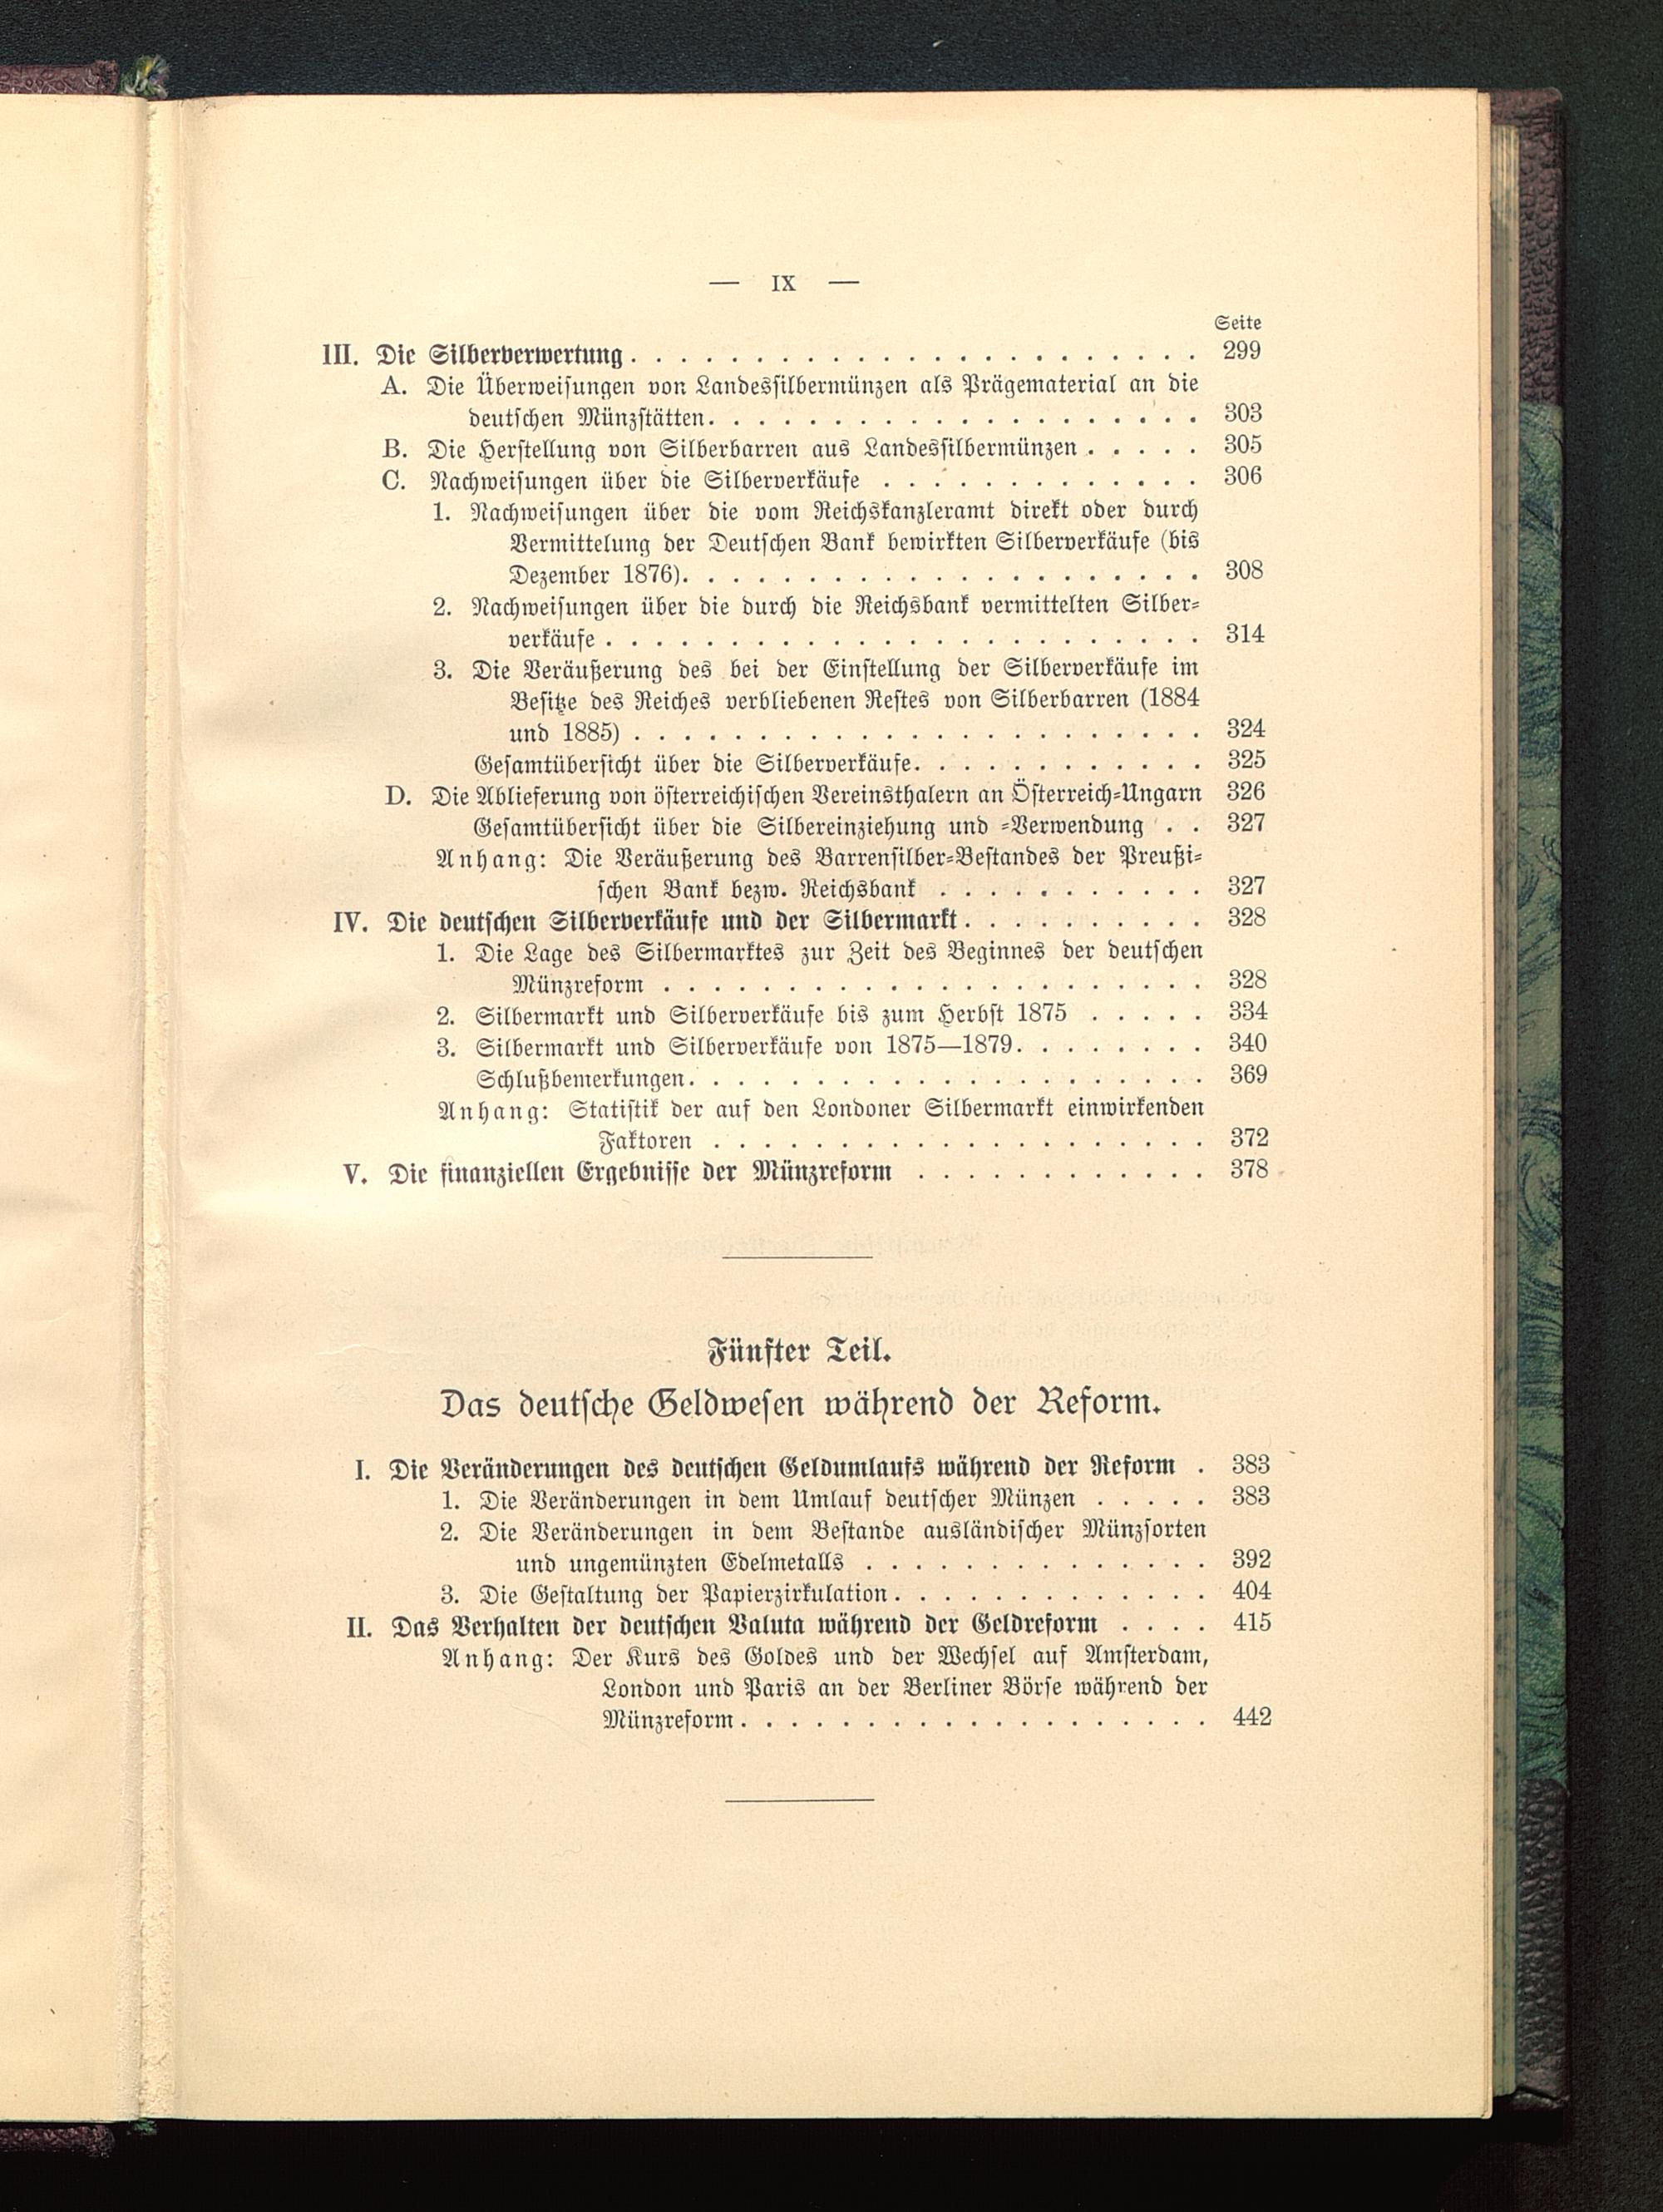 — IX —
Seite
III. Die Silberverwertung. . . . . . . . . . . . . . . . . . . . . . . 299
A. Die Überweisungen von Landessilbermünzen als Prägematerial an die
deutschen Münzstätten. . . . . . . . . . . . . . . . . . . . 303
B. Die Herstellung von Silberbarren aus Landessilbermünzen . . . . . 305
C. Nachweisungen über die Silberverkäufe . . . . . . . . . . . . . 306
1. Nachweisungen über die vom Reichskanzleramt direkt oder durch
Vermittelung der Deutschen Bank bewirkten Silberverkäufe (bis
Dezember 1876). . . . . . . . . . . . . . . . . . . . . 308
2. Nachweisungen über die durch die Reichsbank vermittelten Silber-
verkäufe . . . . . . . . . . . . . . . . . . . . . . . . 314
3. Die Veräußerung des bei der Einstellung der Silberverkäufe im
Besitze des Reiches verbliebenen Restes von Silberbarren (1884
und 1885) . . . . . . . . . . . . . . . . . . . . . . . 324
Gesamtübersicht über die Silberverkäufe. . . . . . . . . . . . 325
D. Die Ablieferung von österreichischen Vereinsthalern an Österreich-Ungarn 326
Gesamtübersicht über die Silbereinziehung und -Verwendung . . 327
Anhang: Die Veräußerung des Barrensilber-Bestandes der Preußi-
schen Bank bezw. Reichsbank . . . . . . . . . . . 327
IV. Die deutschen Silberverkäufe und der Silbermarkt. . . . . . . . . . 328
1. Die Lage des Silbermarktes zur Zeit des Beginnes der deutschen
Münzreform . . . . . . . . . . . . . . . . . . . . . . 328
2. Silbermarkt und Silberverkäufe bis zum Herbst 1875 . . . . . 334
3. Silbermarkt und Silberverkäufe von 1875—1879. . . . . . . . 340
Schlußbemerkungen. . . . . . . . . . . . . . . . . . . . . 369
Anhang: Statistik der auf den Londoner Silbermarkt einwirkenden
Faktoren . . . . . . . . . . . . . . . . . . . . 372
V. Die finanziellen Ergebnisse der Münzreform . . . . . . . . . . . . 378
Fünfter Teil.
Das deutsche Geldwesen während der Reform.
I. Die Veränderungen des deutschen Geldumlaufs während der Reform . 383
1. Die Veränderungen in dem Umlauf deutscher Münzen . . . . . 383
2. Die Veränderungen in dem Bestande ausländischer Münzsorten
und ungemünzten Edelmetalls . . . . . . . . . . . . . . 392
3. Die Gestaltung der Papierzirkulation. . . . . . . . . . . . . 404
II. Das Verhalten der deutschen Valuta während der Geldreform . . . . 415
Anhang: Der Kurs des Goldes und der Wechsel auf Amsterdam,
London und Paris an der Berliner Börse während der
Münzreform. . . . . . . . . . . . . . . . . . . 442